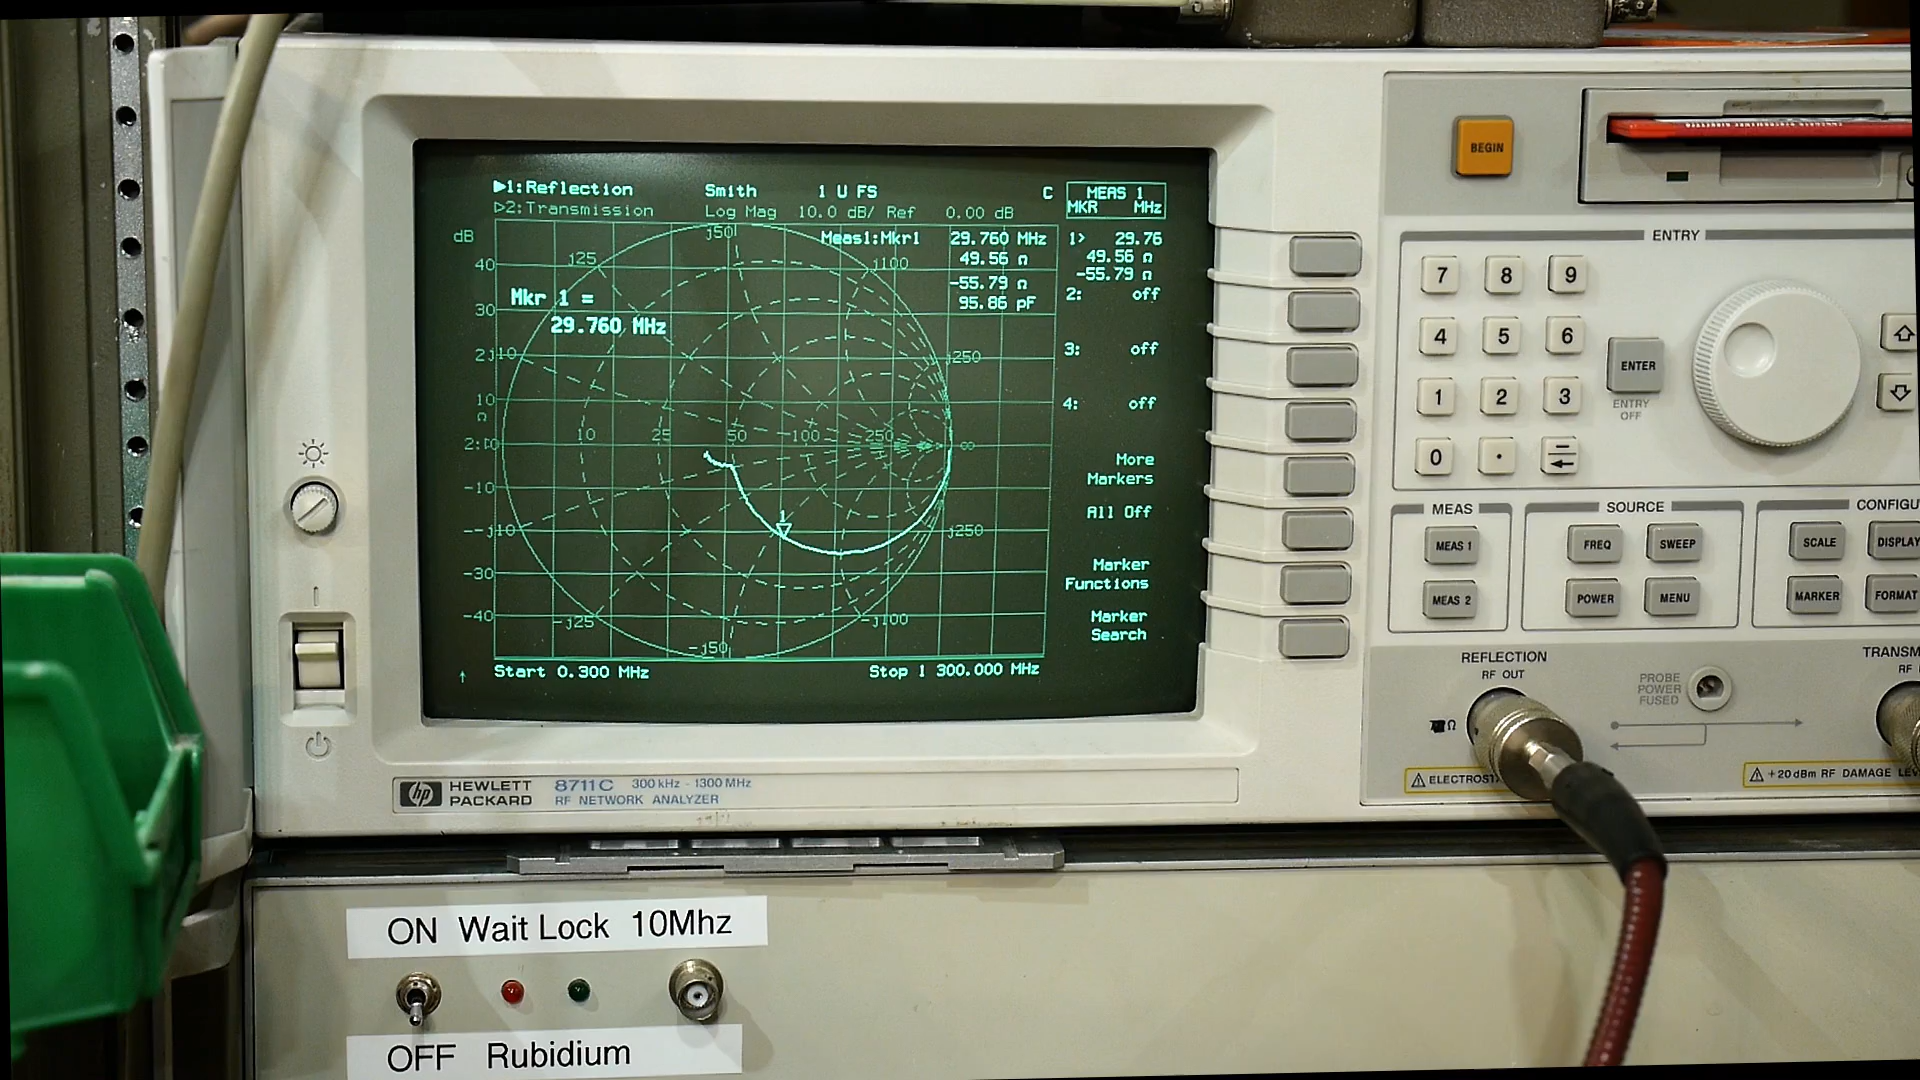 ▶1:Reflection Smith 1 U FS C
▷2:Transmission Log Mag 10.0 dB/ Ref 0.00 dB
MEAS 1
MKR MHz
dB
j50
Meas1:Mkr1 29.760 MHz
49.56 Ω
-55.79 Ω
95.86 pF
1> 29.76
49.56 Ω
-55.79 Ω
2: off
3: off
4: off
More
Markers
All Off
Marker
Functions
Marker
Search
j25
j100
40
Mkr 1 =
29.760 MHz
30
j10
j250
10
Ω
10 25 50 100 250 ∞
1
-10
-j10
-j250
-30
-40
-j25
-j100
-j50
Start 0.300 MHz Stop 1 300.000 MHz
hp HEWLETT
PACKARD
8711C 300 kHz - 1300 MHz
RF NETWORK ANALYZER
BEGIN
ENTRY
7 8 9
4 5 6
1 2 3
0 .
ENTER
ENTRY
OFF
MEAS
MEAS 1
MEAS 2
SOURCE
FREQ SWEEP
POWER MENU
CONFIGU
SCALE DISPLAY
MARKER FORMAT
REFLECTION
RF OUT
Ω
PROBE
POWER
FUSED
TRANSM
RF
ELECTROST
+20 dBm RF DAMAGE LEV
ON Wait Lock 10Mhz
OFF Rubidium